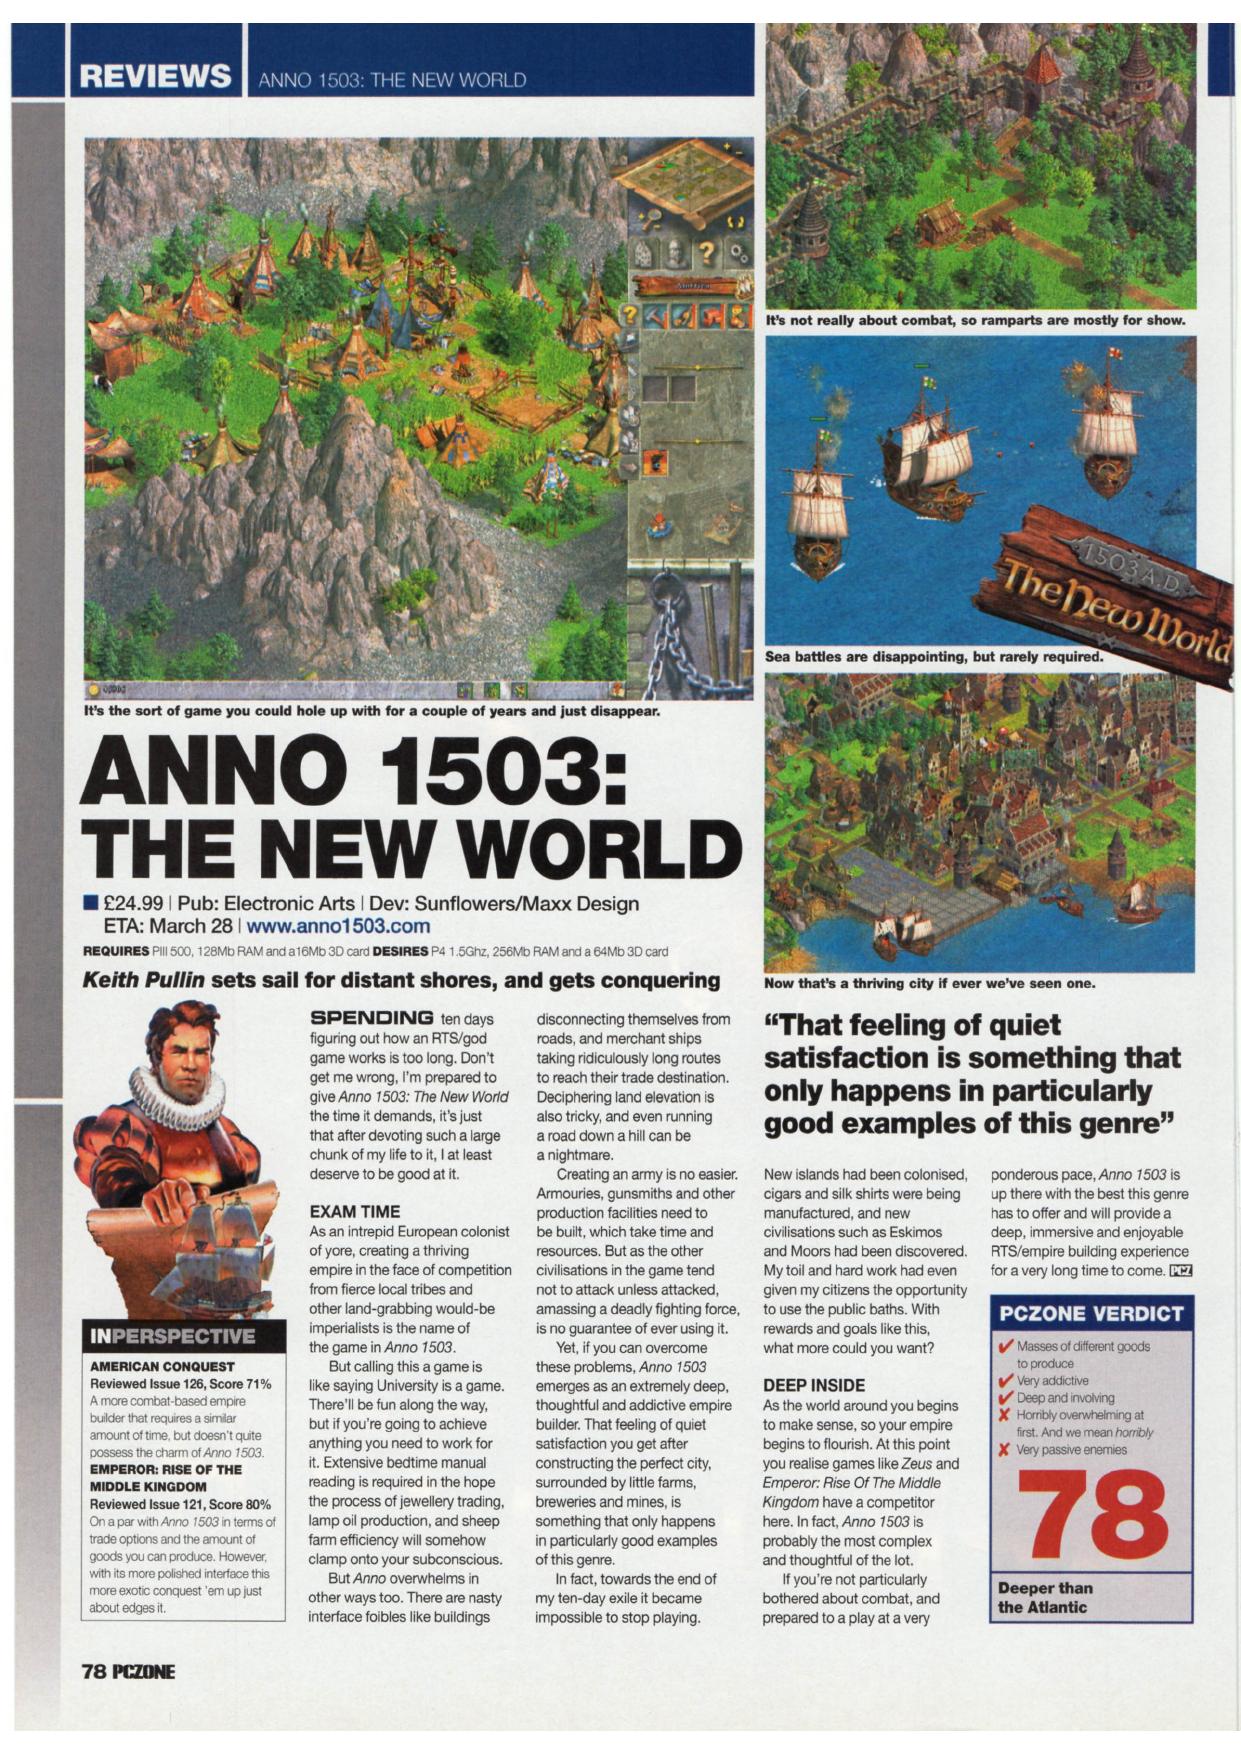 REVIEWS
ANNO 1503: THE NEW WORLD
America
It's the sort of game you could hole up with for a couple of years and just disappear.
It's not really about combat, so ramparts are mostly for show.
1503 A.D.
The New World
Sea battles are disappointing, but rarely required.
Now that's a thriving city if ever we've seen one.
ANNO 1503:
THE NEW WORLD
£24.99 | Pub: Electronic Arts | Dev: Sunflowers/Maxx Design
ETA: March 28 | www.anno1503.com
REQUIRES PIII 500, 128Mb RAM and a16Mb 3D card DESIRES P4 1.5Ghz, 256Mb RAM and a 64Mb 3D card
Keith Pullin sets sail for distant shores, and gets conquering
INPERSPECTIVE
AMERICAN CONQUEST
Reviewed Issue 126, Score 71%
A more combat-based empire
builder that requires a similar
amount of time, but doesn't quite
possess the charm of Anno 1503.
EMPEROR: RISE OF THE
MIDDLE KINGDOM
Reviewed Issue 121, Score 80%
On a par with Anno 1503 in terms of
trade options and the amount of
goods you can produce. However,
with its more polished interface this
more exotic conquest 'em up just
about edges it.
SPENDING ten days
figuring out how an RTS/god
game works is too long. Don't
get me wrong, I'm prepared to
give Anno 1503: The New World
the time it demands, it's just
that after devoting such a large
chunk of my life to it, I at least
deserve to be good at it.
EXAM TIME
As an intrepid European colonist
of yore, creating a thriving
empire in the face of competition
from fierce local tribes and
other land-grabbing would-be
imperialists is the name of
the game in Anno 1503.
But calling this a game is
like saying University is a game.
There'll be fun along the way,
but if you're going to achieve
anything you need to work for
it. Extensive bedtime manual
reading is required in the hope
the process of jewellery trading,
lamp oil production, and sheep
farm efficiency will somehow
clamp onto your subconscious.
But Anno overwhelms in
other ways too. There are nasty
interface foibles like buildings
disconnecting themselves from
roads, and merchant ships
taking ridiculously long routes
to reach their trade destination.
Deciphering land elevation is
also tricky, and even running
a road down a hill can be
a nightmare.
Creating an army is no easier.
Armouries, gunsmiths and other
production facilities need to
be built, which take time and
resources. But as the other
civilisations in the game tend
not to attack unless attacked,
amassing a deadly fighting force,
is no guarantee of ever using it.
Yet, if you can overcome
these problems, Anno 1503
emerges as an extremely deep,
thoughtful and addictive empire
builder. That feeling of quiet
satisfaction you get after
constructing the perfect city,
surrounded by little farms,
breweries and mines, is
something that only happens
in particularly good examples
of this genre.
In fact, towards the end of
my ten-day exile it became
impossible to stop playing.
“That feeling of quiet
satisfaction is something that
only happens in particularly
good examples of this genre”
New islands had been colonised,
cigars and silk shirts were being
manufactured, and new
civilisations such as Eskimos
and Moors had been discovered.
My toil and hard work had even
given my citizens the opportunity
to use the public baths. With
rewards and goals like this,
what more could you want?
DEEP INSIDE
As the world around you begins
to make sense, so your empire
begins to flourish. At this point
you realise games like Zeus and
Emperor: Rise Of The Middle
Kingdom have a competitor
here. In fact, Anno 1503 is
probably the most complex
and thoughtful of the lot.
If you're not particularly
bothered about combat, and
prepared to a play at a very
ponderous pace, Anno 1503 is
up there with the best this genre
has to offer and will provide a
deep, immersive and enjoyable
RTS/empire building experience
for a very long time to come. PCZ
PCZONE VERDICT
Masses of different goods
to produce
Very addictive
Deep and involving
Horribly overwhelming at
first. And we mean horribly
Very passive enemies
78
Deeper than
the Atlantic
78 PCZONE